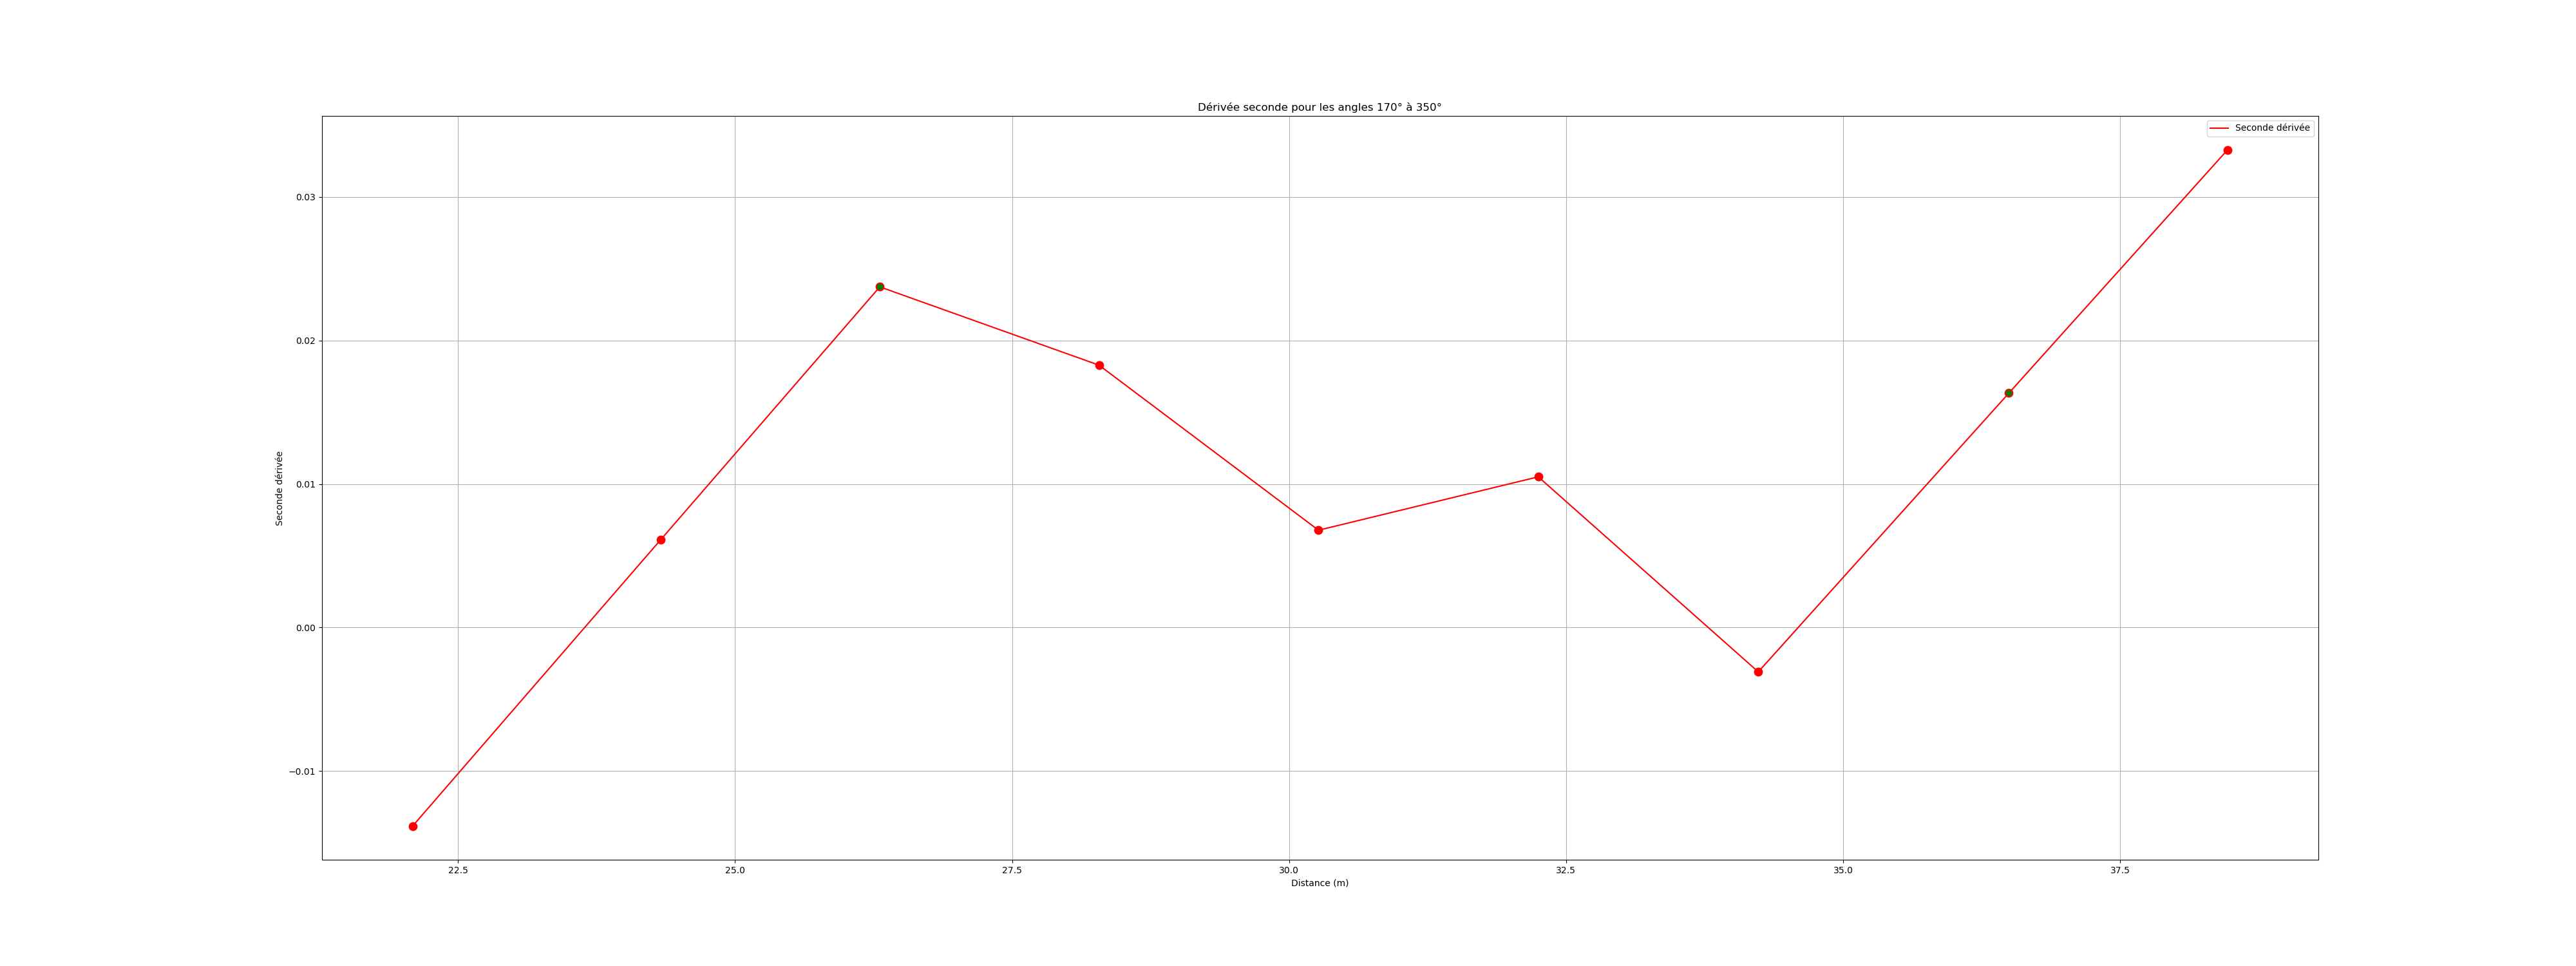 Dérivée seconde pour les angles 170° à 350°
Seconde dérivée
0.03
0.02
0.01
0.00
−0.01
Seconde dérivée
22.5 25.0 27.5 30.0 32.5 35.0 37.5
Distance (m)